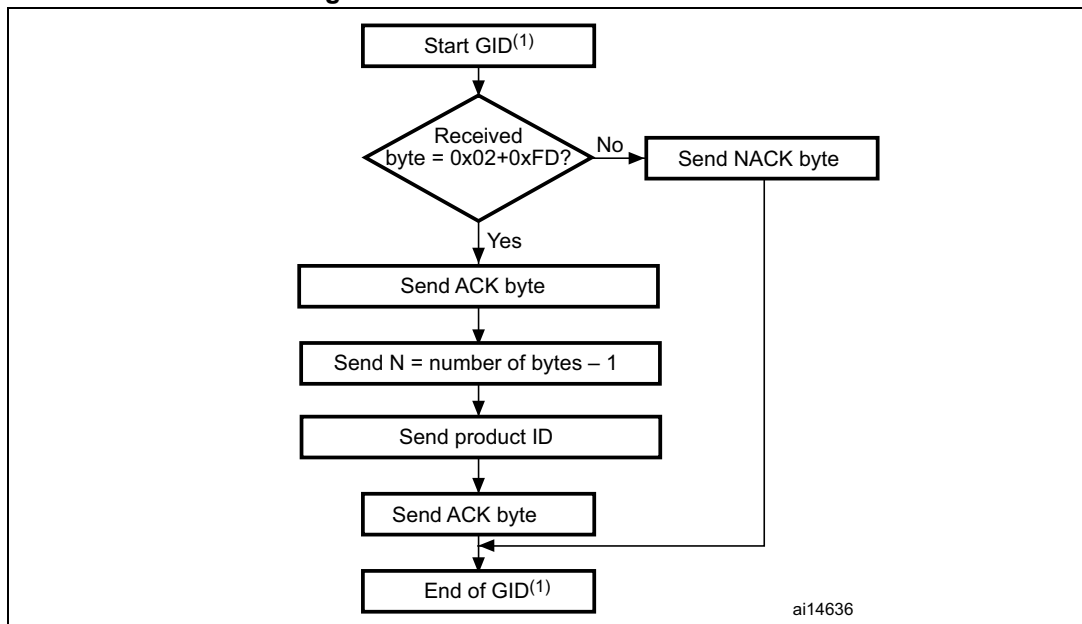 g
Start GID(1)
Received
byte = 0x02+0xFD?
No
Send NACK byte
Yes
Send ACK byte
Send N = number of bytes – 1
Send product ID
Send ACK byte
End of GID(1)
ai14636